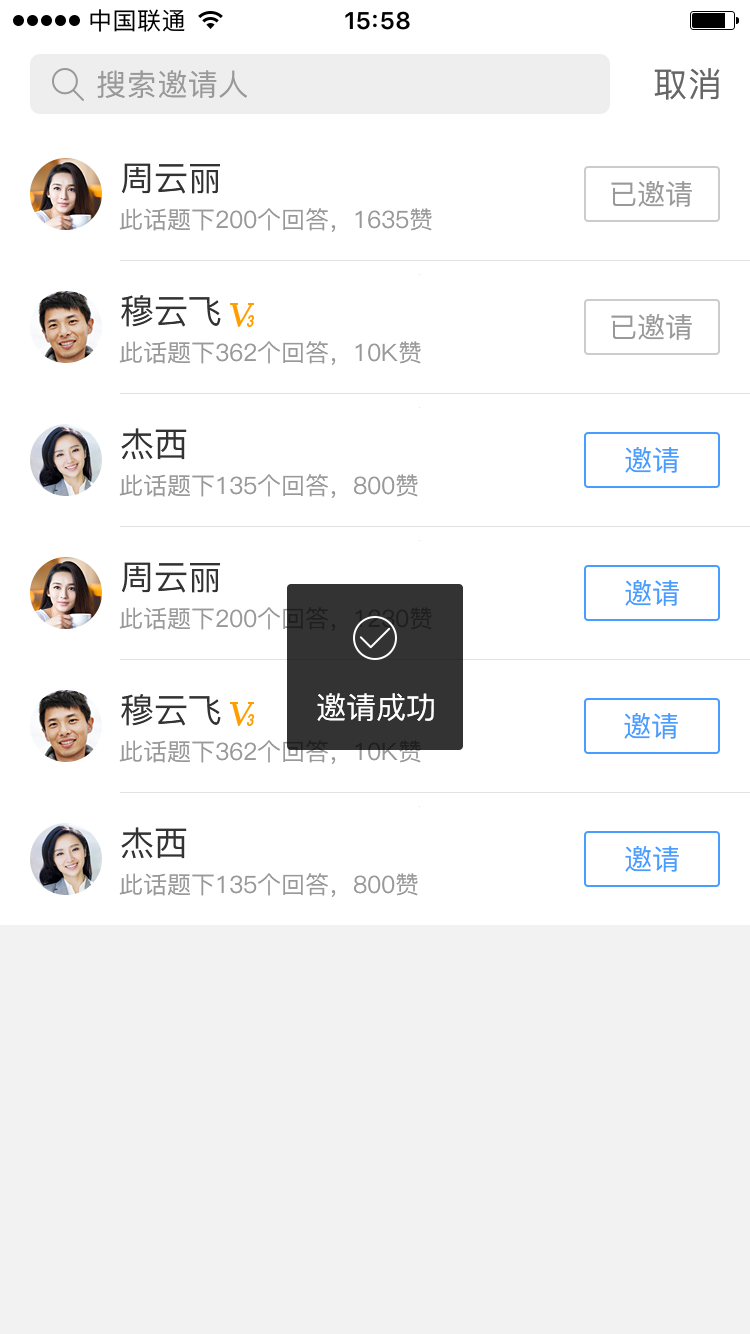 中国联通 15:58
搜索邀请人 取消
周云丽
此话题下200个回答，1635赞 已邀请
穆云飞 V3
此话题下362个回答，10K赞 已邀请
杰西
此话题下135个回答，800赞 邀请
周云丽
此话题下200个回答，1230赞 邀请
邀请成功
穆云飞 V3
此话题下362个回答，10K赞 邀请
杰西
此话题下135个回答，800赞 邀请